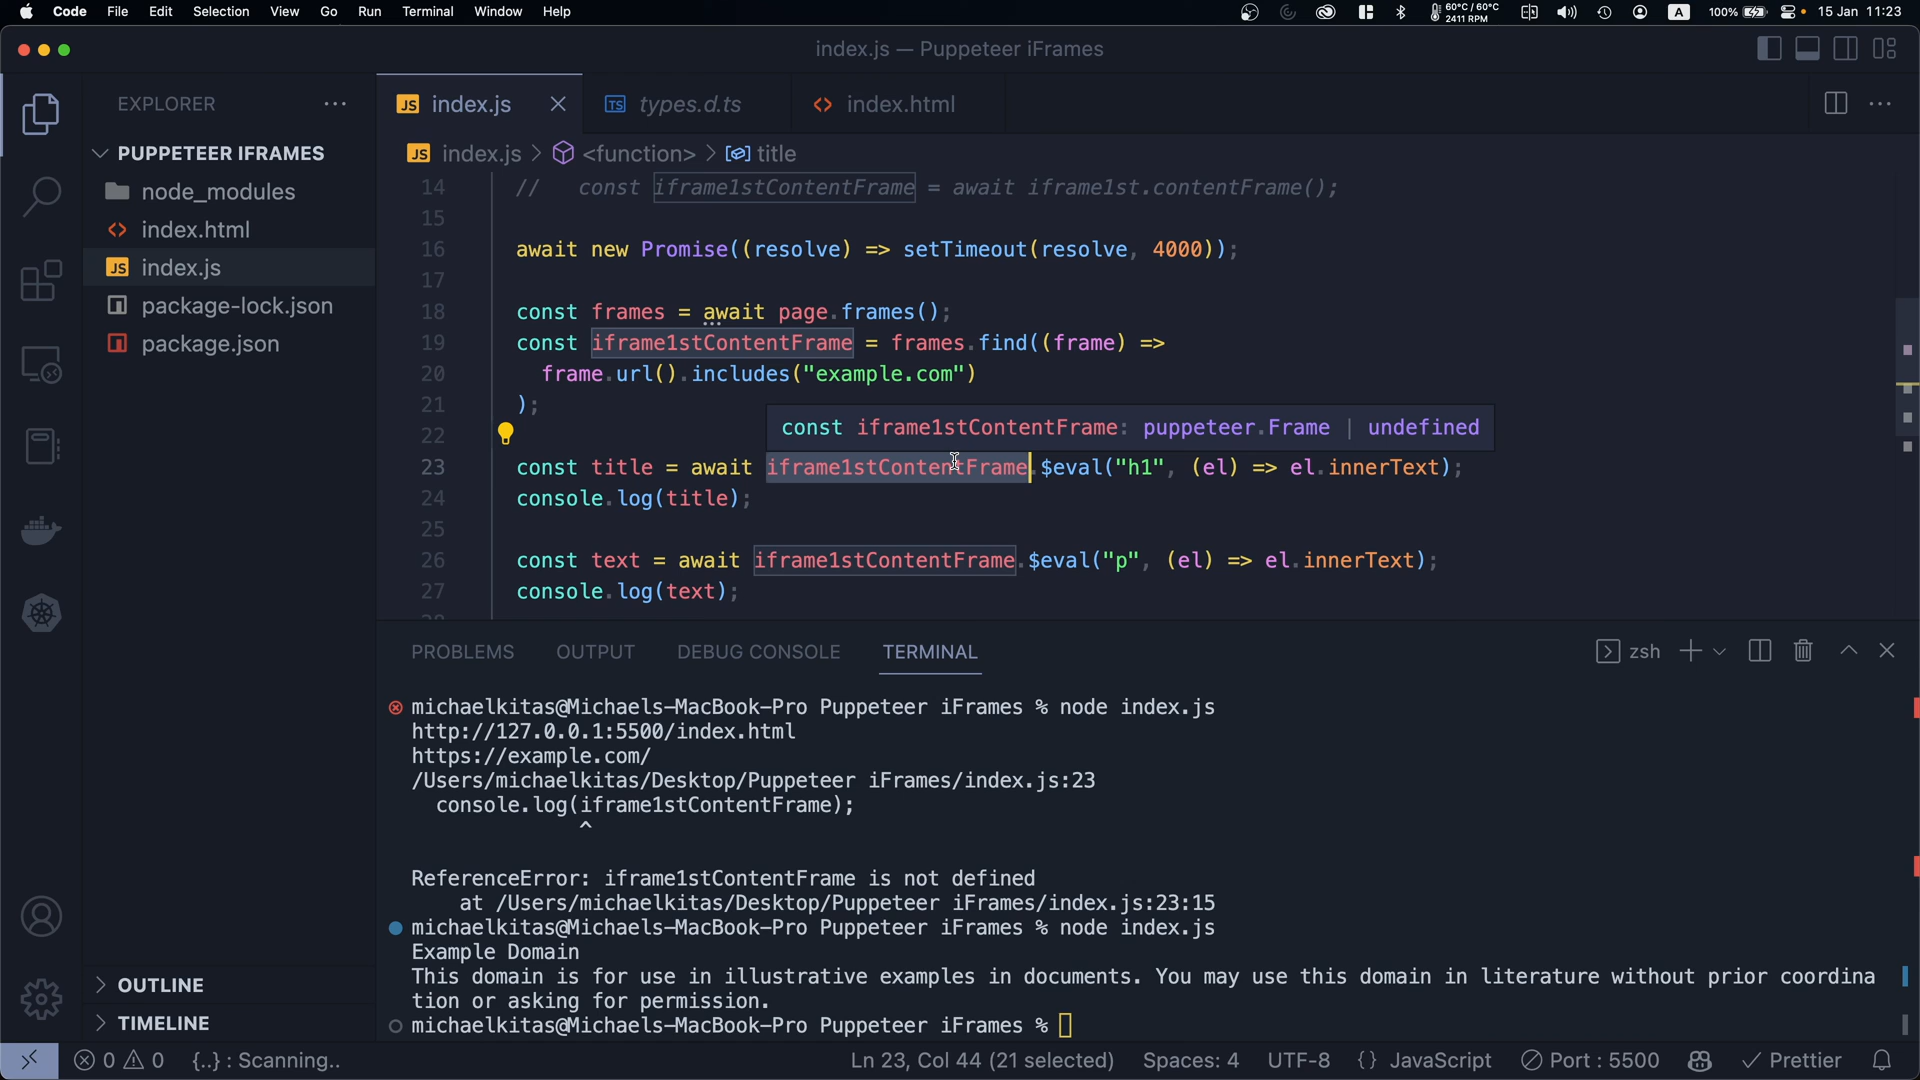 Code File Edit Selection View Go Run Terminal Window Help 60°C / 60°C 2411 RPM A 100% 15 Jan 11:23
index.js — Puppeteer iFrames
EXPLORER
PUPPETEER IFRAMES
node_modules
index.html
JS index.js
package-lock.json
package.json
OUTLINE
TIMELINE
JS index.js TS types.d.ts index.html
JS index.js > <function> > title
14 // const iframe1stContentFrame = await iframe1st.contentFrame();
15
16 await new Promise((resolve) => setTimeout(resolve, 4000));
17
18 const frames = await page.frames();
19 const iframe1stContentFrame = frames.find((frame) =>
20 frame.url().includes("example.com")
21 );
22
const iframe1stContentFrame: puppeteer.Frame | undefined
23 const title = await iframe1stContentFrame.$eval("h1", (el) => el.innerText);
24 console.log(title);
25
26 const text = await iframe1stContentFrame.$eval("p", (el) => el.innerText);
27 console.log(text);
PROBLEMS OUTPUT DEBUG CONSOLE TERMINAL zsh
michaelkitas@Michaels-MacBook-Pro Puppeteer iFrames % node index.js
http://127.0.0.1:5500/index.html
https://example.com/
/Users/michaelkitas/Desktop/Puppeteer iFrames/index.js:23
console.log(iframe1stContentFrame);
^
ReferenceError: iframe1stContentFrame is not defined
at /Users/michaelkitas/Desktop/Puppeteer iFrames/index.js:23:15
michaelkitas@Michaels-MacBook-Pro Puppeteer iFrames % node index.js
Example Domain
This domain is for use in illustrative examples in documents. You may use this domain in literature without prior coordina
tion or asking for permission.
michaelkitas@Michaels-MacBook-Pro Puppeteer iFrames %
0 0 {..} : Scanning.. Ln 23, Col 44 (21 selected) Spaces: 4 UTF-8 {} JavaScript Port : 5500 Prettier